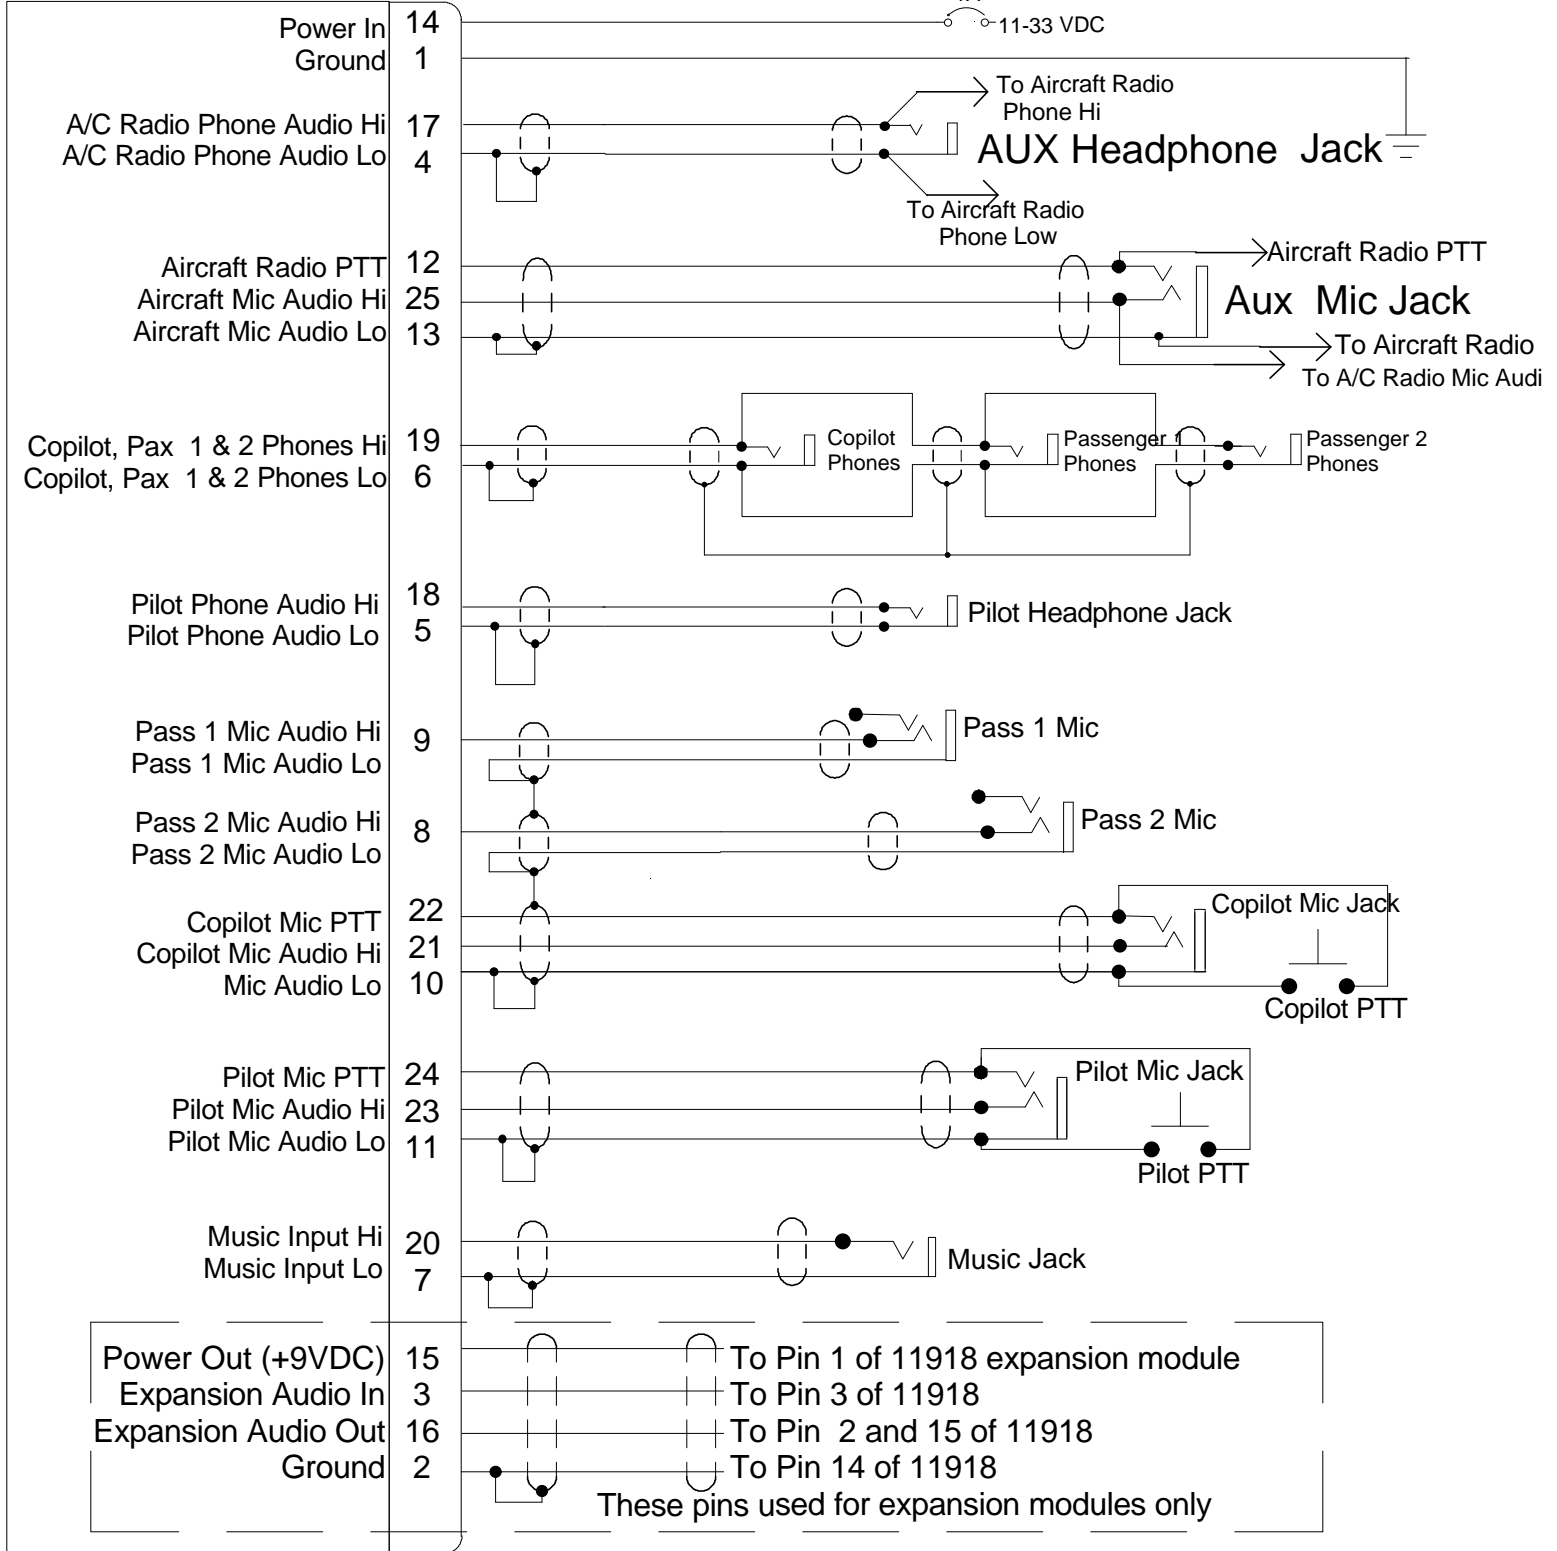 Power In 14
11-33 VDC
Ground 1
To Aircraft Radio
Phone Hi
A/C Radio Phone Audio Hi 17
A/C Radio Phone Audio Lo 4
AUX Headphone Jack
To Aircraft Radio
Phone Low
Aircraft Radio PTT 12
Aircraft Radio PTT
Aircraft Mic Audio Hi 25
Aux Mic Jack
Aircraft Mic Audio Lo 13
To Aircraft Radio
To A/C Radio Mic Audi
Copilot, Pax 1 & 2 Phones Hi 19
Copilot, Pax 1 & 2 Phones Lo 6
Copilot
Phones
Passenger 1
Phones
Passenger 2
Phones
Pilot Phone Audio Hi 18
Pilot Phone Audio Lo 5
Pilot Headphone Jack
Pass 1 Mic Audio Hi 9
Pass 1 Mic Audio Lo
Pass 1 Mic
Pass 2 Mic Audio Hi 8
Pass 2 Mic Audio Lo
Pass 2 Mic
Copilot Mic PTT 22
Copilot Mic Audio Hi 21
Mic Audio Lo 10
Copilot Mic Jack
Copilot PTT
Pilot Mic PTT 24
Pilot Mic Audio Hi 23
Pilot Mic Audio Lo 11
Pilot Mic Jack
Pilot PTT
Music Input Hi 20
Music Input Lo 7
Music Jack
Power Out (+9VDC) 15 To Pin 1 of 11918 expansion module
Expansion Audio In 3 To Pin 3 of 11918
Expansion Audio Out 16 To Pin 2 and 15 of 11918
Ground 2 To Pin 14 of 11918
These pins used for expansion modules only